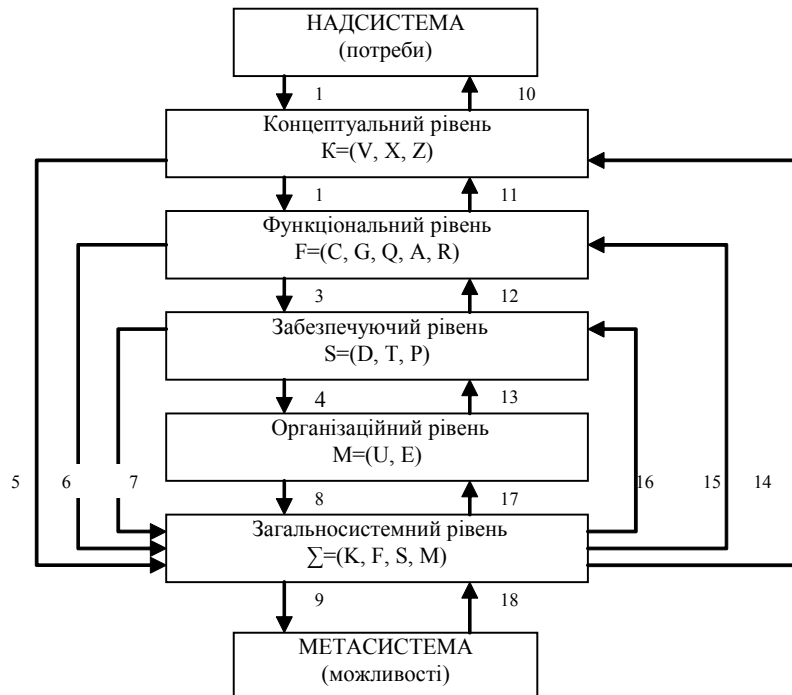 НАДСИСТЕМА
(потреби)
1 10
Концептуальний рівень
К=(V, X, Z)
1 11
Функціональний рівень
F=(C, G, Q, A, R)
3 12
Забезпечуючий рівень
S=(D, T, P)
4 13
Організаційний рівень
M=(U, E)
5 6 7 16 15 14
8 17
Загальносистемний рівень
∑=(K, F, S, M)
9 18
МЕТАСИСТЕМА
(можливості)